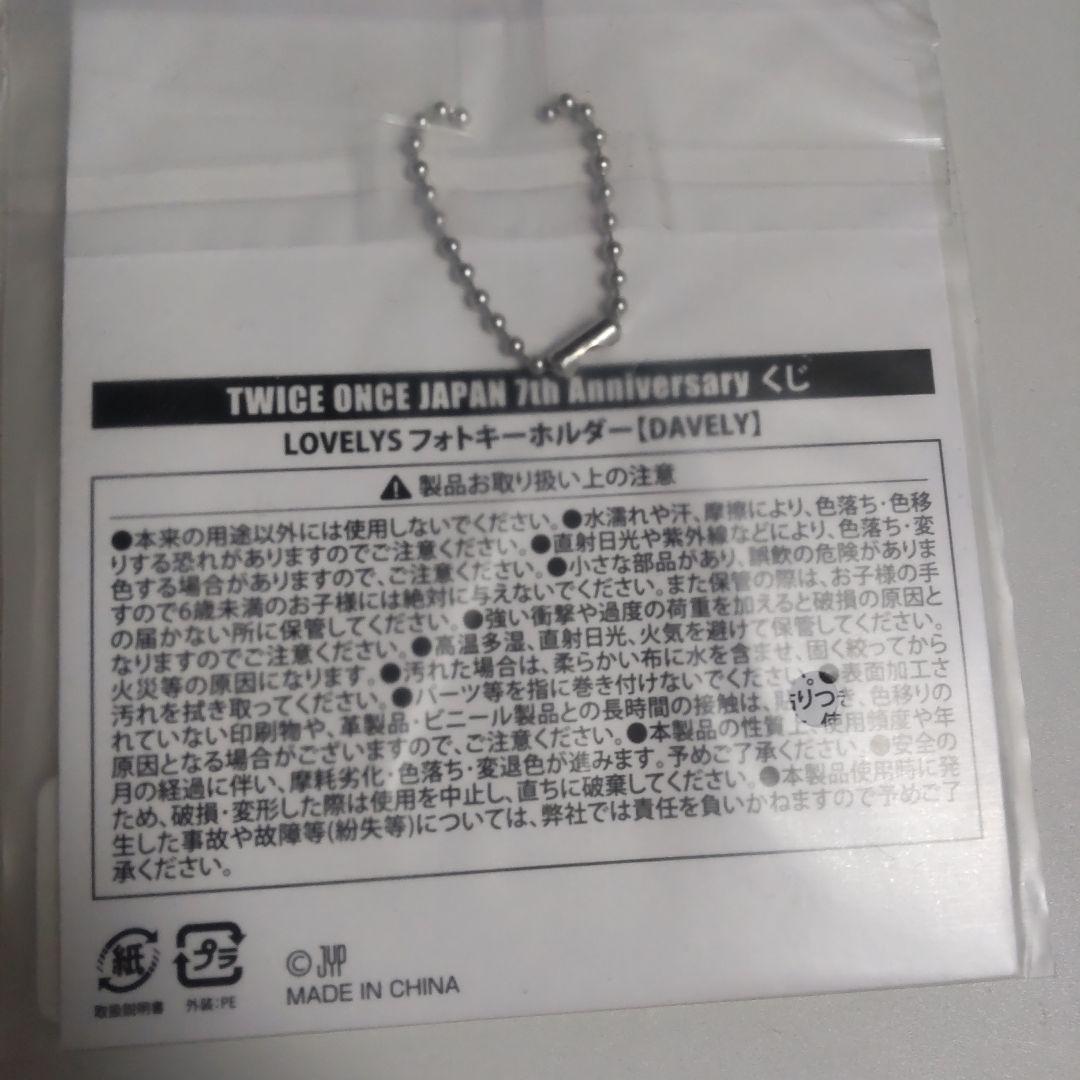 TWICE ONCE JAPAN 7th Anniversary くじ
LOVELYS フォトキーホルダー【DAVELY】
製品お取り扱い上の注意
●本来の用途以外には使用しないでください。●水濡れや汗、摩擦により、色落ち・色移
りする恐れがありますのでご注意ください。●直射日光や紫外線などにより、色落ち・変
色する場合がありますので、ご注意ください。●小さな部品があり、誤飲の危険がありま
すので6歳未満のお子様には絶対に与えないでください。また保管の際は、お子様の手
の届かない所に保管してください。●強い衝撃や過度の荷重を加えると破損の原因と
なりますのでご注意ください。●高温多湿、直射日光、火気を避けて保管してください。
火災等の原因になります。●汚れた場合は、柔らかい布に水を含ませ、固く絞ってから
汚れを拭き取ってください。●パーツ等を指に巻き付けないでください。●表面加工さ
れていない印刷物や、革製品・ビニール製品との長時間の接触は、貼りつき、色移りの
原因となる場合がございますので、ご注意ください。●本製品の性質上、使用頻度や年
月の経過に伴い、摩耗劣化・色落ち・変退色が進みます。予めご了承ください。●安全の
ため、破損・変形した際は使用を中止し、直ちに破棄してください。●本製品使用時に発
生した事故や故障等(紛失等)については、弊社では責任を負いかねますので予めご了
承ください。
紙 プラ
取扱説明書 外装:PE
© JYP
MADE IN CHINA